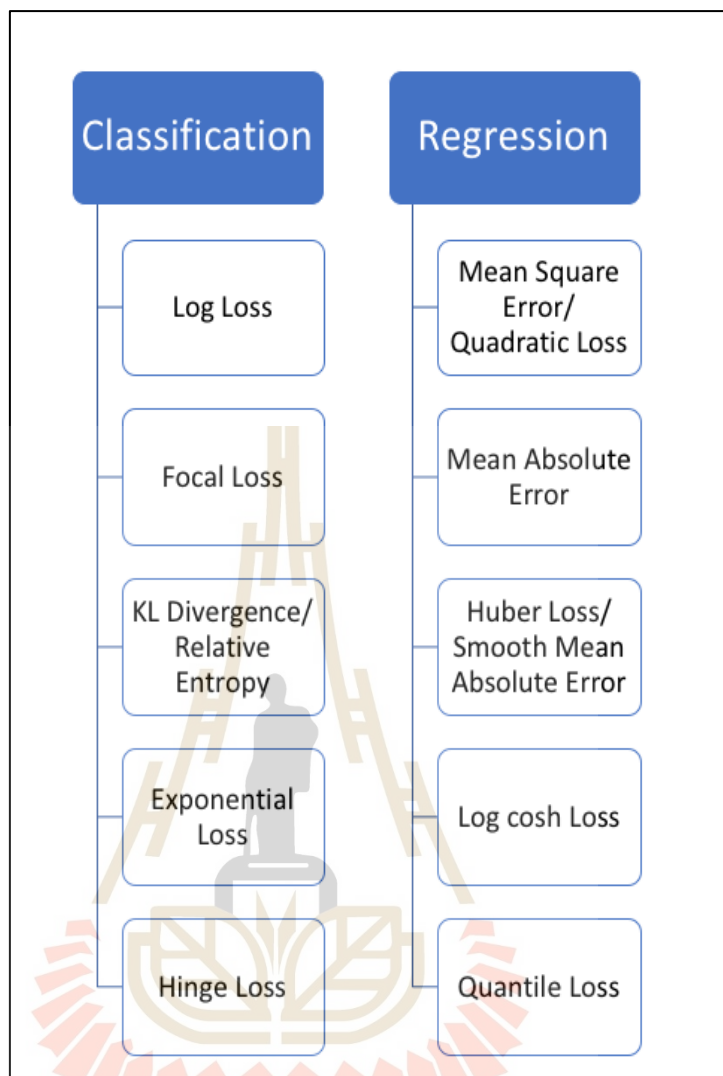 Classification
Log Loss
Focal Loss
KL Divergence/
Relative
Entropy
Exponential
Loss
Hinge Loss
Regression
Mean Square
Error/
Quadratic Loss
Mean Absolute
Error
Huber Loss/
Smooth Mean
Absolute Error
Log cosh Loss
Quantile Loss